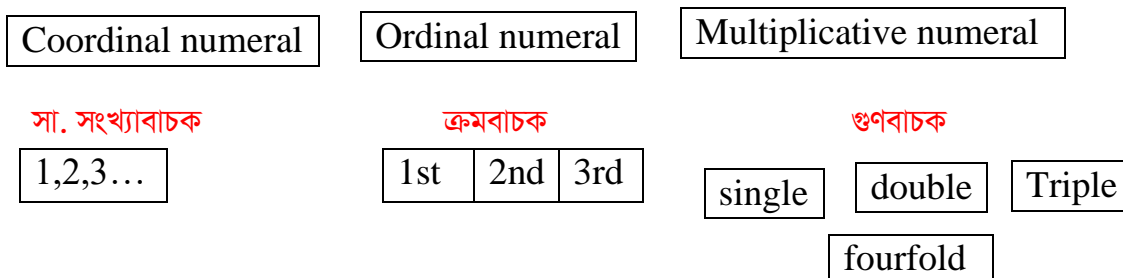 Coordinal numeral Ordinal numeral Multiplicative numeral
সা. সংখ্যাবাচক ক্রমবাচক গুণবাচক
1,2,3… 1st 2nd 3rd
single double Triple
fourfold